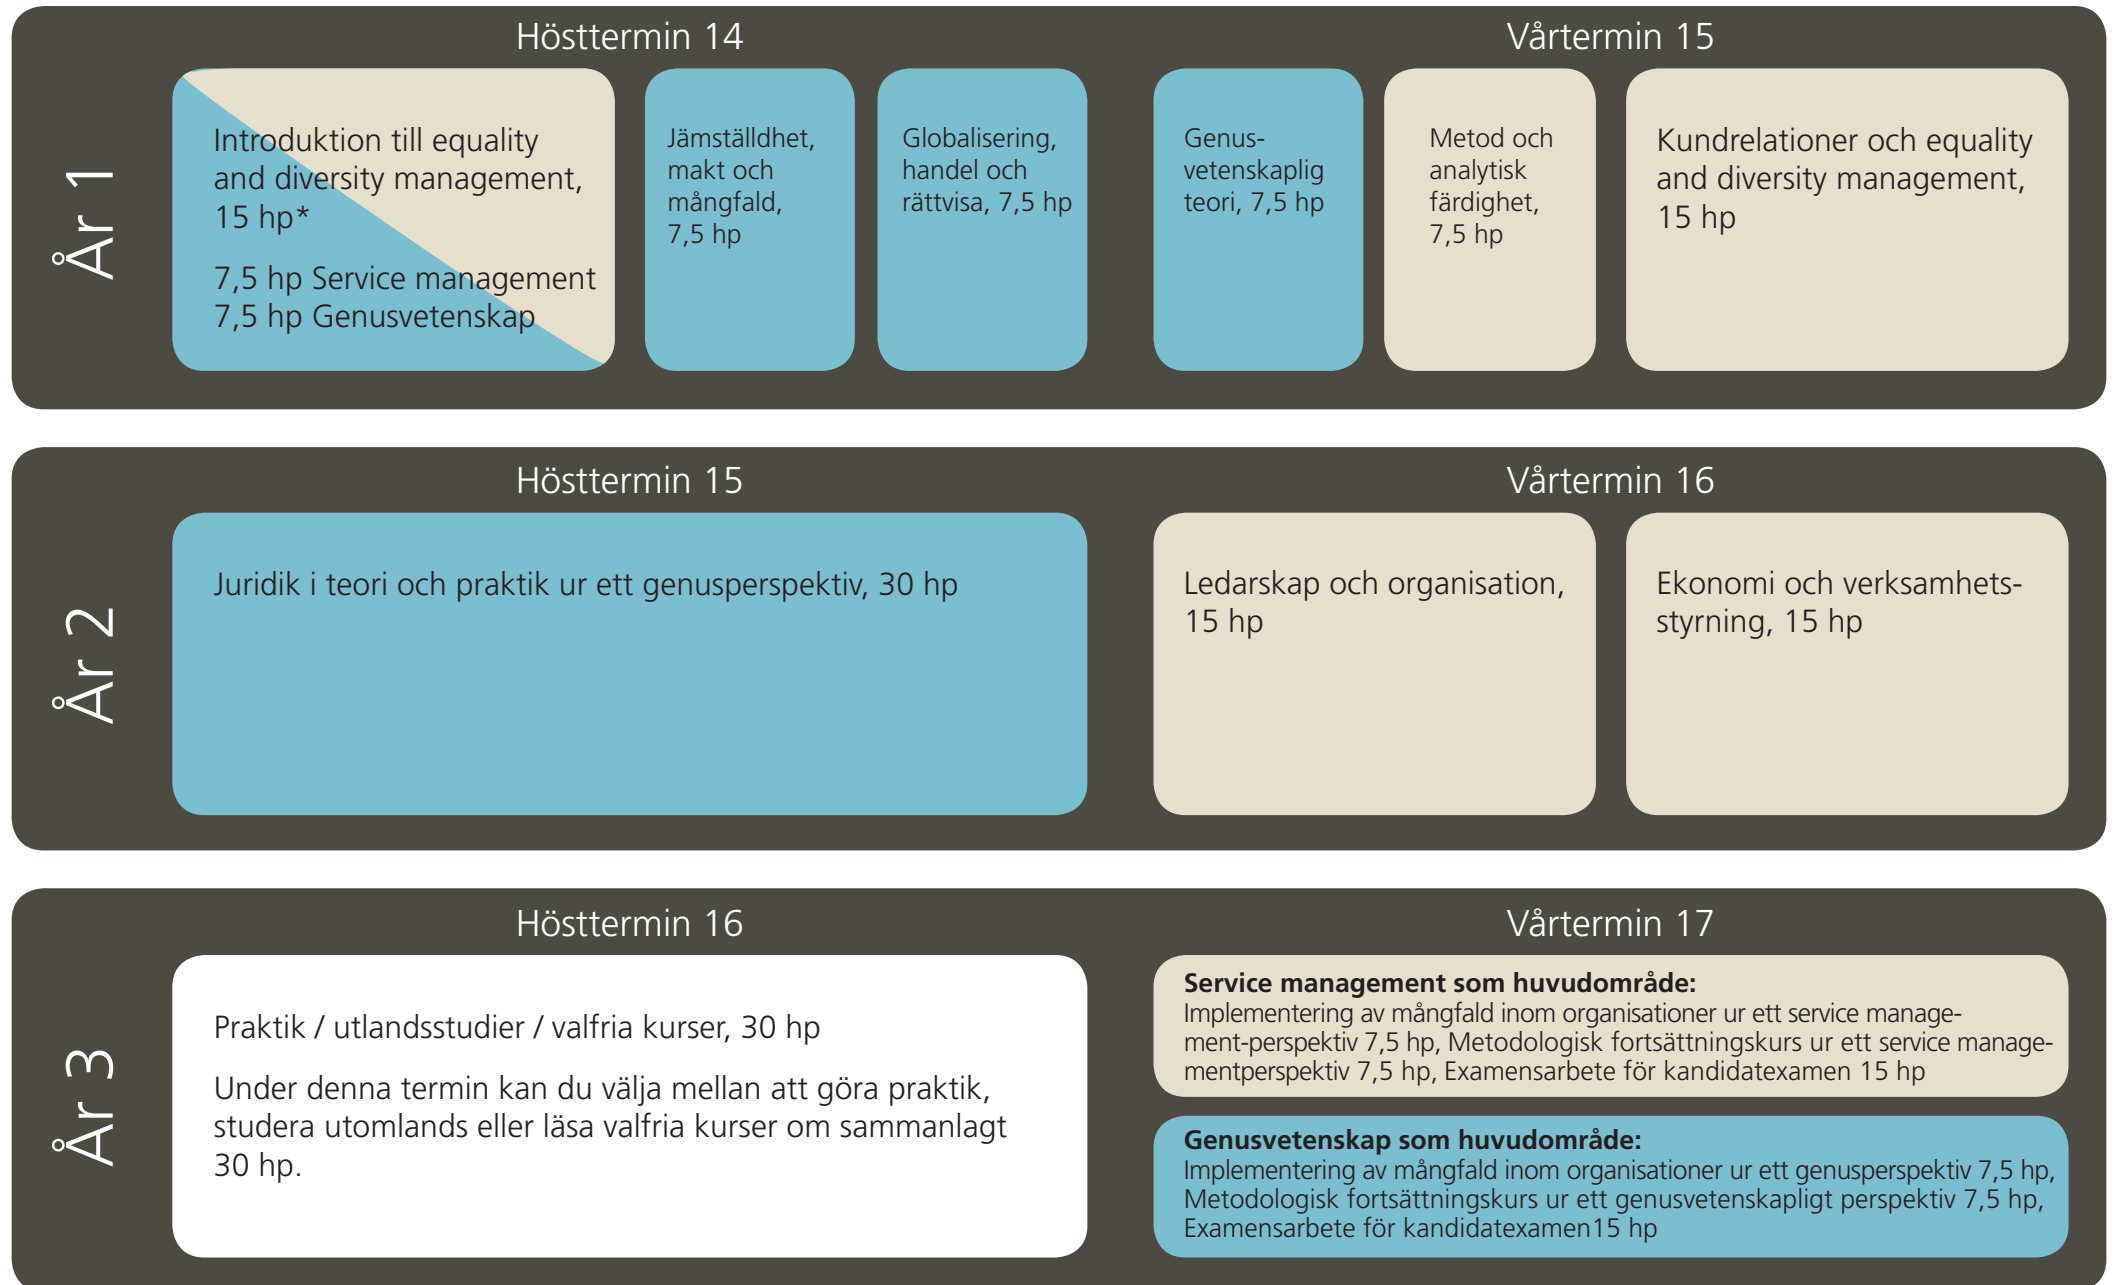 År 1
Hösttermin 14
Introduktion till equality
and diversity management,
15 hp*
7,5 hp Service management
7,5 hp Genusvetenskap
Jämställdhet,
makt och
mångfald,
7,5 hp
Globalisering,
handel och
rättvisa, 7,5 hp
Vårtermin 15
Genus-
vetenskaplig
teori, 7,5 hp
Metod och
analytisk
färdighet,
7,5 hp
Kundrelationer och equality
and diversity management,
15 hp
År 2
Hösttermin 15
Juridik i teori och praktik ur ett genusperspektiv, 30 hp
Vårtermin 16
Ledarskap och organisation,
15 hp
Ekonomi och verksamhets-
styrning, 15 hp
År 3
Hösttermin 16
Praktik / utlandsstudier / valfria kurser, 30 hp
Under denna termin kan du välja mellan att göra praktik,
studera utomlands eller läsa valfria kurser om sammanlagt
30 hp.
Vårtermin 17
Service management som huvudområde:
Implementering av mångfald inom organisationer ur ett service manage-
ment-perspektiv 7,5 hp, Metodologisk fortsättningskurs ur ett service manage-
mentperspektiv 7,5 hp, Examensarbete för kandidatexamen 15 hp
Genusvetenskap som huvudområde:
Implementering av mångfald inom organisationer ur ett genusperspektiv 7,5 hp,
Metodologisk fortsättningskurs ur ett genusvetenskapligt perspektiv 7,5 hp,
Examensarbete för kandidatexamen15 hp